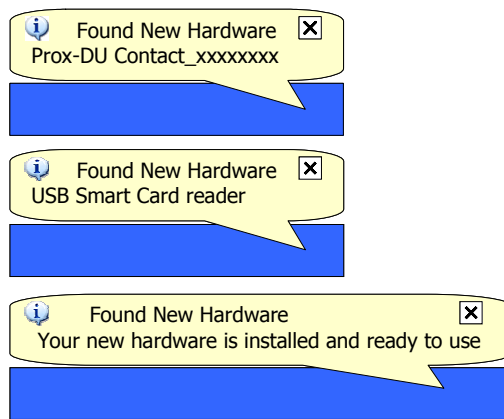 Found New Hardware
Prox-DU Contact_xxxxxxxx
Found New Hardware
USB Smart Card reader
Found New Hardware
Your new hardware is installed and ready to use